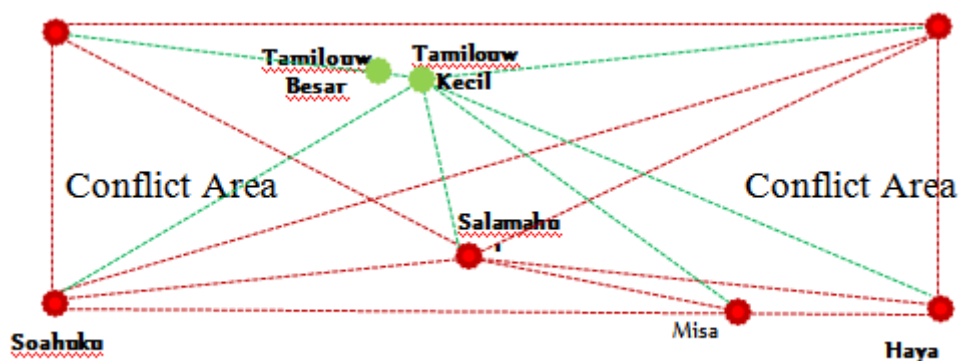 Tamilouw
Besar
Tamilouw
Kecil
Conflict Area
Conflict Area
Salamahu
Misa
Soahuku
Haya